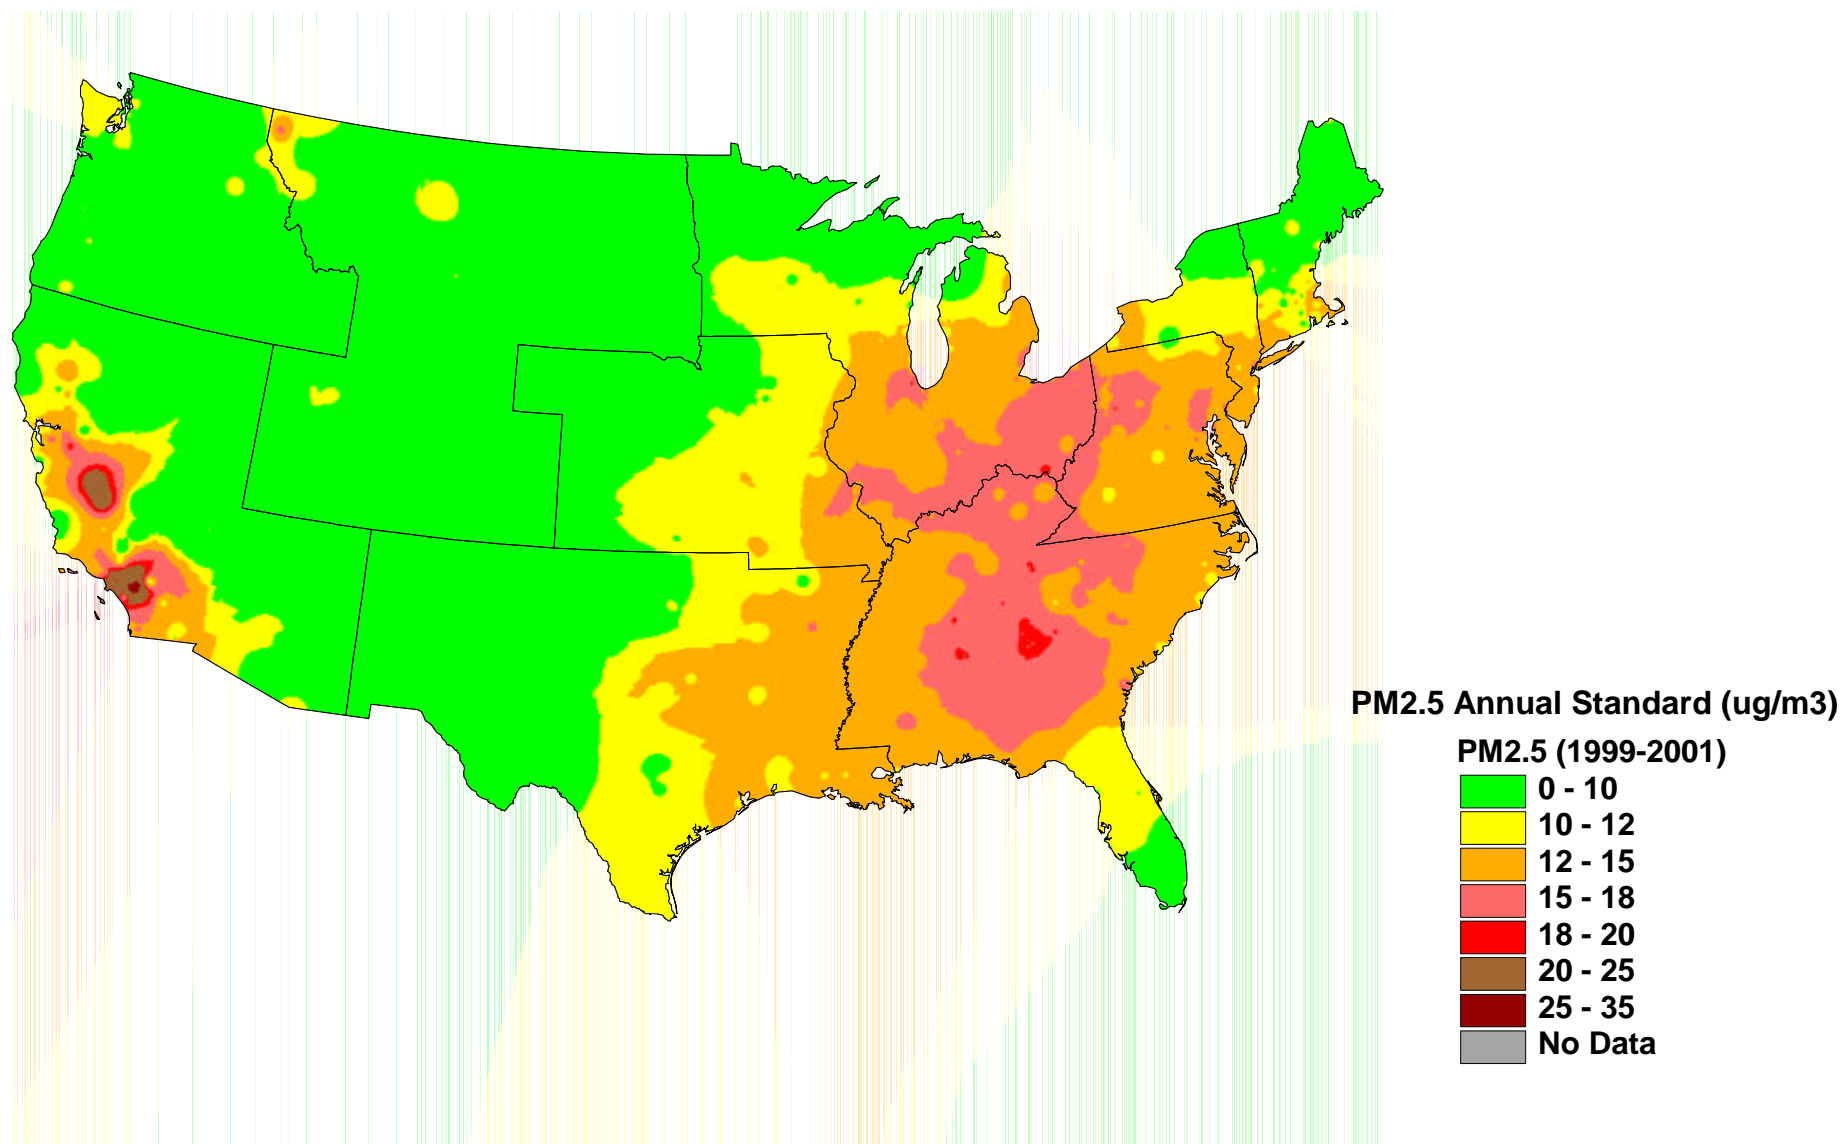 PM2.5 Annual Standard (ug/m3)
PM2.5 (1999-2001)
0 - 10
10 - 12
12 - 15
15 - 18
18 - 20
20 - 25
25 - 35
No Data